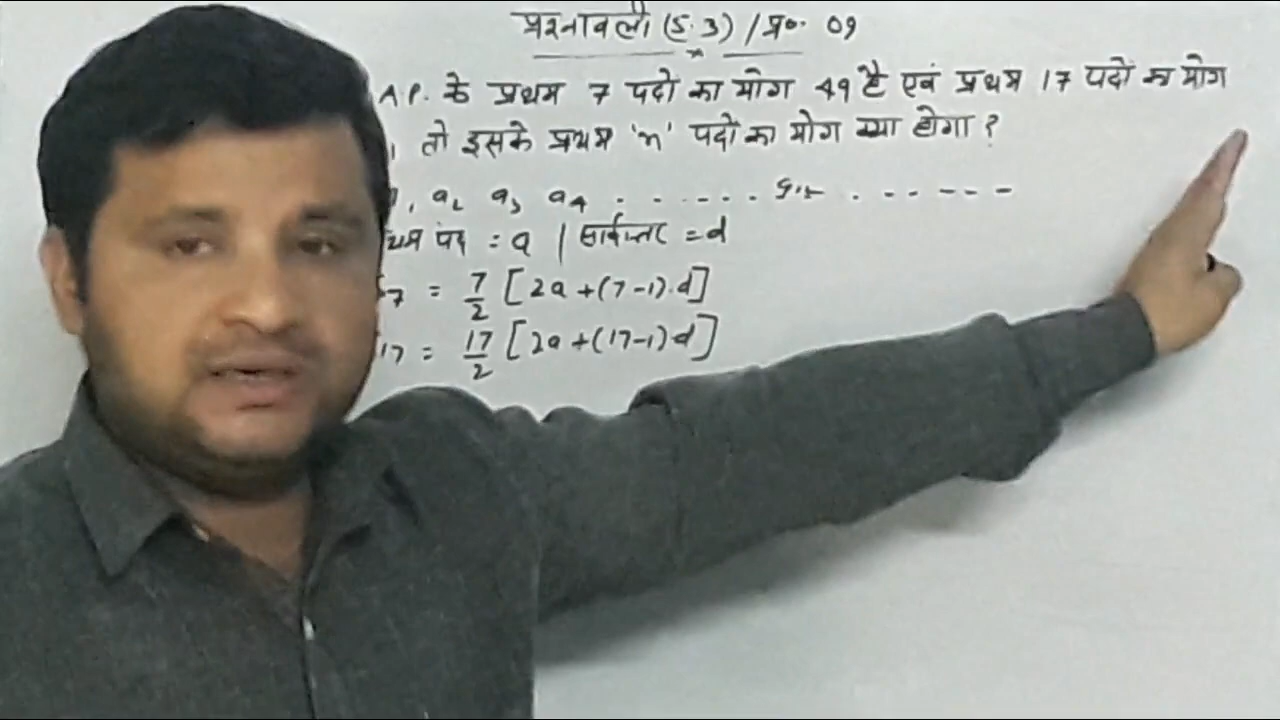 प्रश्नावली (5.3) / प्र० 09
A.P. के प्रथम 7 पदो का योग 49 है एवं प्रथम 17 पदो का योग
तो इसके प्रथम 'n' पदो का योग क्या होगा ?
, a₂ a₃ a₄ . - - - - - . - - - - -
पद = a | सार्वान्तर = d
7 = 7/2 [2a + (7-1).d]
17 = 17/2 [2a + (17-1)d]